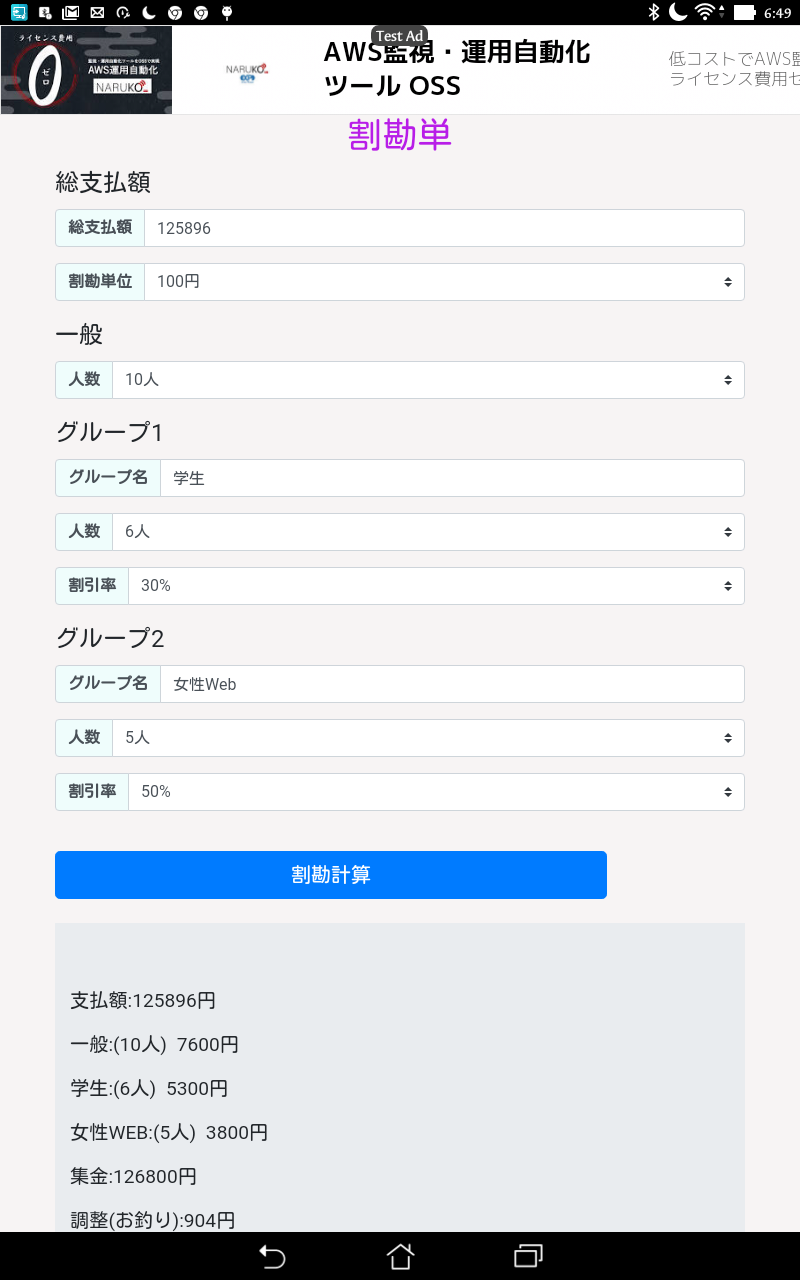 6:49
ライセンス費用
ゼロ
監視・運用自動化ツールをOSSで実現
AWS運用自動化
NARUKO
NARUKO
Test Ad
AWS監視・運用自動化
ツール OSS
低コストでAWS監
ライセンス費用ゼ
割勘単
総支払額
総支払額 125896
割勘単位 100円
一般
人数 10人
グループ1
グループ名 学生
人数 6人
割引率 30%
グループ2
グループ名 女性Web
人数 5人
割引率 50%
割勘計算
支払額:125896円
一般:(10人) 7600円
学生:(6人) 5300円
女性WEB:(5人) 3800円
集金:126800円
調整(お釣り):904円